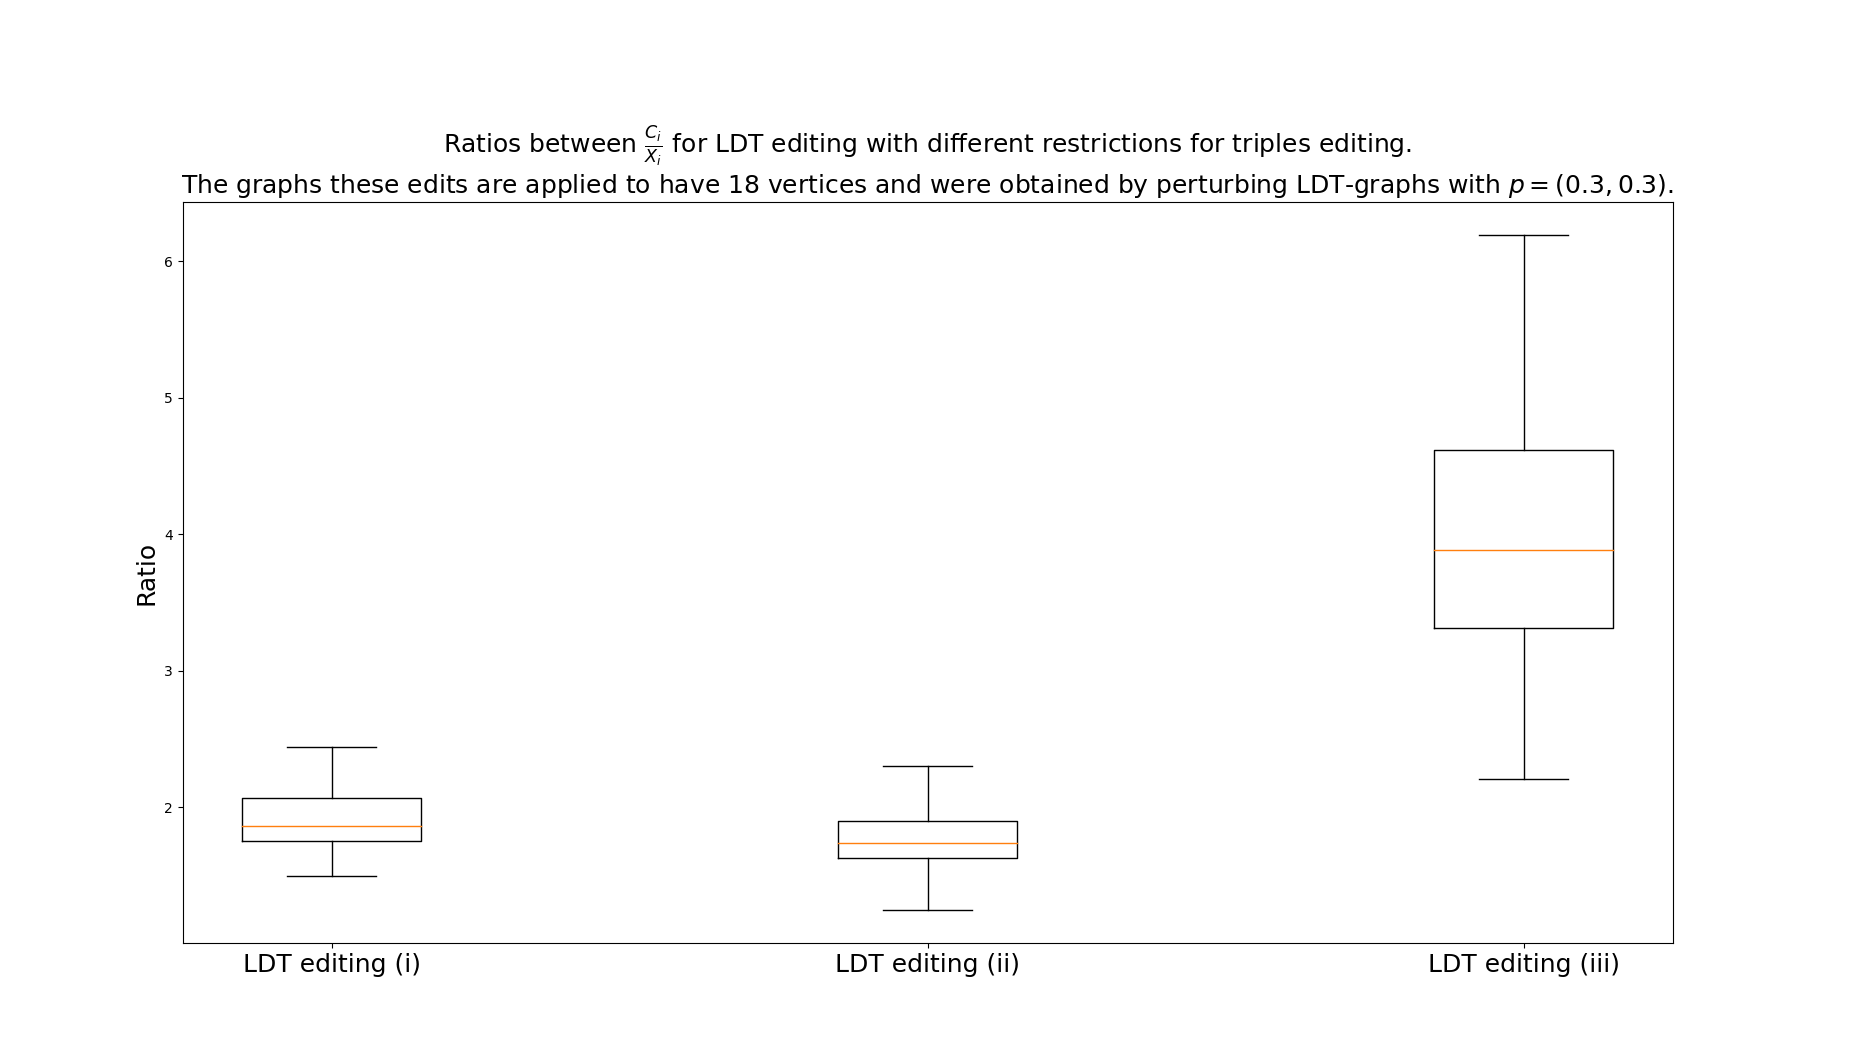 Ratios between C_i/X_i for LDT editing with different restrictions for triples editing.
The graphs these edits are applied to have 18 vertices and were obtained by perturbing LDT-graphs with p = (0.3, 0.3).
6
5
4
3
2
Ratio
LDT editing (i)
LDT editing (ii)
LDT editing (iii)